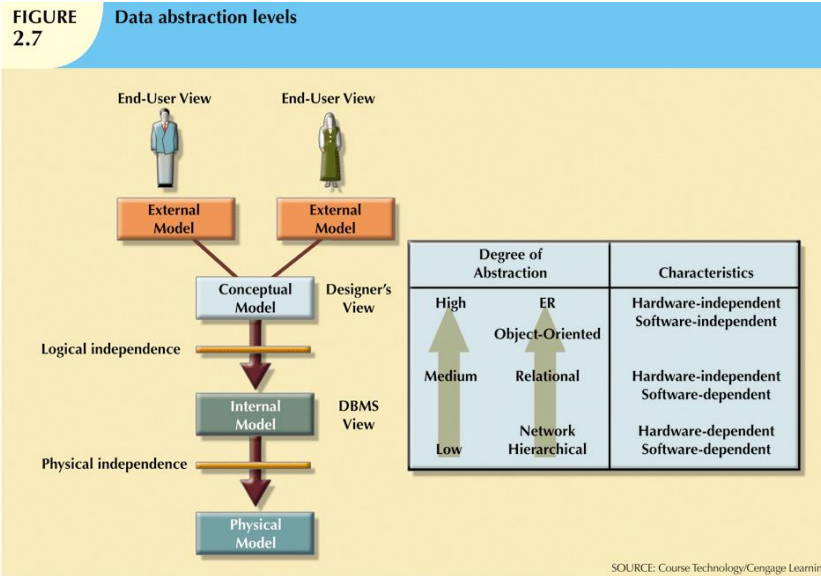 FIGURE
2.7
Data abstraction levels
End-User View
End-User View
External
Model
External
Model
Conceptual
Model
Designer's
View
Logical independence
Internal
Model
DBMS
View
Physical independence
Physical
Model
Degree of
Abstraction
Characteristics
High
ER
Hardware-independent
Software-independent
Object-Oriented
Medium
Relational
Hardware-independent
Software-dependent
Network
Hardware-dependent
Low
Hierarchical
Software-dependent
SOURCE: Course Technology/Cengage Learnin